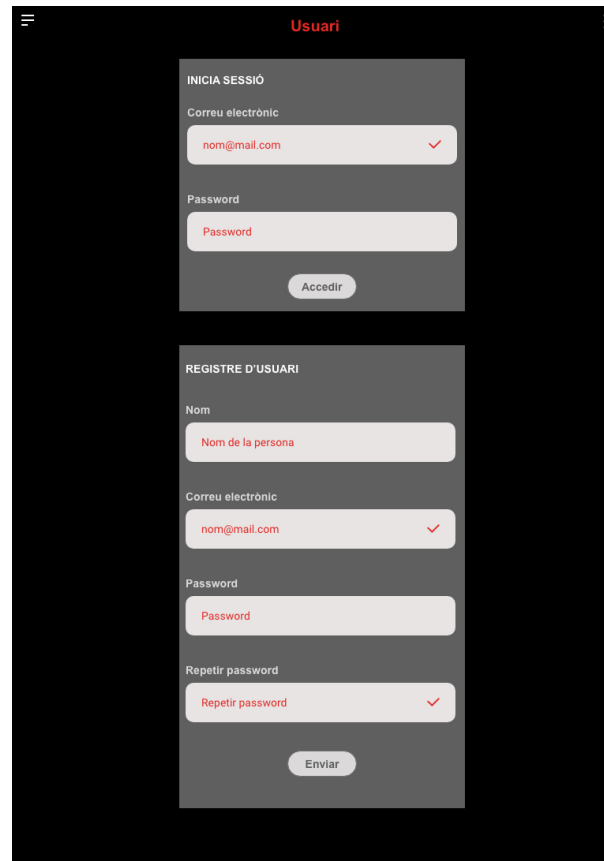 Usuari
INICIA SESSIÓ
Correu electrònic
nom@mail.com
Password
Password
Accedir
REGISTRE D'USUARI
Nom
Nom de la persona
Correu electrònic
nom@mail.com
Password
Password
Repetir password
Repetir password
Enviar